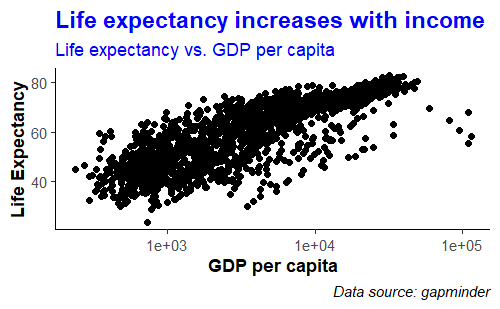 Life expectancy increases with income
Life expectancy vs. GDP per capita
Life Expectancy
80
60
40
1e+03 1e+04 1e+05
GDP per capita
Data source: gapminder